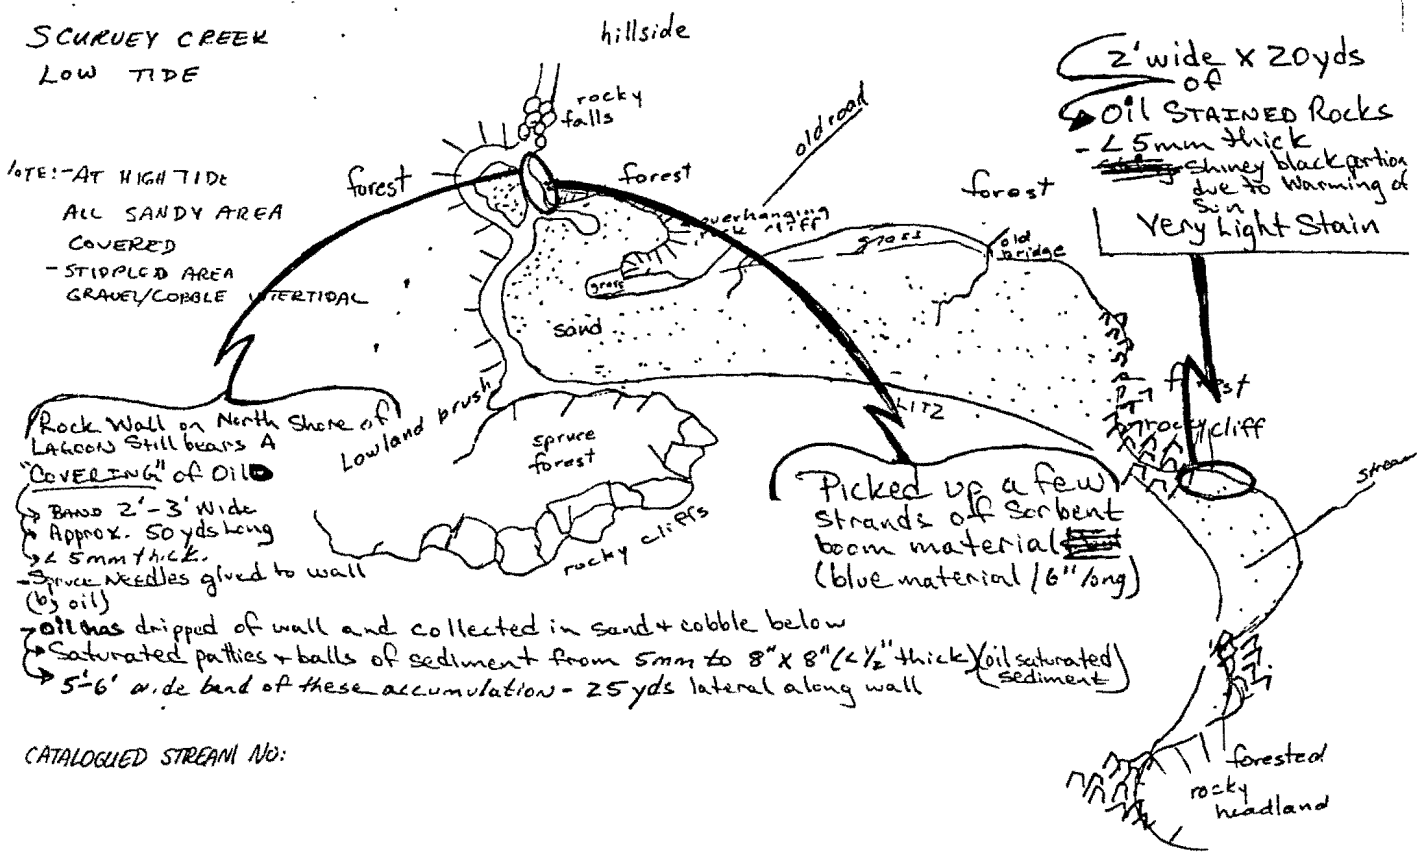 SCURVEY CREEK
LOW TIDE
hillside
rocky
falls
old road
2' wide x 20yds
of
Oil STAINED Rocks
- < 5mm thick
Shiney black portion
due to Warming of
Sun
Very Light Stain
NOTE:- AT HIGH TIDE
ALL SANDY AREA
COVERED
- STIPPLED AREA
GRAVEL/COBBLE INTERTIDAL
forest
forest
forest
overhanging
rock cliff
grass
old
bridge
grass
sand
forest
rocky cliff
stream
Lowland brush
spruce
forest
rocky cliffs
LITZ
Rock Wall on North Shore of
LAGOON Still bears A
"COVERING" of Oil
BAND 2'-3' Wide
Approx. 50 yds Long
< 5mm thick.
- Spruce Needles glued to wall
(by oil)
- Oil has dripped of wall and collected in sand + cobble below
Saturated patties + balls of sediment from 5mm to 8" x 8" (< 1/2" thick) (oil saturated
sediment)
5'-6' wide band of these accumulation - 25 yds lateral along wall
Picked up a few
strands of Sorbent
boom material
(blue material / 6" long)
CATALOGUED STREAM NO:
forested
rocky
headland